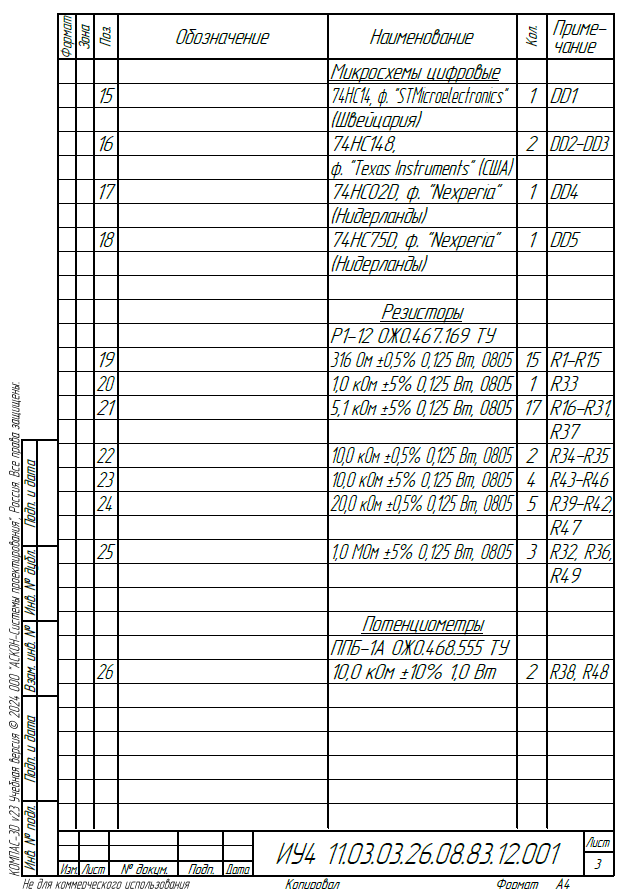 Формат Зона Поз. Обозначение Наименование Кол. Приме-
чание
Микросхемы цифровые
15 74HC14, ф. "STMicroelectronics" 1 DD1
(Швейцария)
16 74HC148, 2 DD2-DD3
ф. "Texas Instruments" (США)
17 74HC02D, ф. "Nexperia" 1 DD4
(Нидерланды)
18 74HC75D, ф. "Nexperia" 1 DD5
(Нидерланды)
Резисторы
Р1-12 ОЖ0.467.169 ТУ
19 316 Ом ±0,5% 0,125 Вт, 0805 15 R1-R15
20 1,0 кОм ±5% 0,125 Вт, 0805 1 R33
21 5,1 кОм ±5% 0,125 Вт, 0805 17 R16-R31,
R37
22 10,0 кОм ±0,5% 0,125 Вт, 0805 2 R34-R35
23 10,0 кОм ±5% 0,125 Вт, 0805 4 R43-R46
24 20,0 кОм ±0,5% 0,125 Вт, 0805 5 R39-R42,
R47
25 1,0 МОм ±5% 0,125 Вт, 0805 3 R32, R36,
R49
Потенциометры
ППБ-1А ОЖ0.468.555 ТУ
26 10,0 кОм ±10% 1,0 Вт 2 R38, R48
КОМПАС-3D v23 Учебная версия © 2024 ООО "АСКОН-Системы проектирования", Россия. Все права защищены.
Подп. и дата
Инв. № дубл.
Взам. инв. №
Подп. и дата
Инв. № подл.
Изм. Лист № докум. Подп. Дата
ИУ4 11.03.03.26.08.83.12.001
Лист
3
Не для коммерческого использования Копировал Формат А4